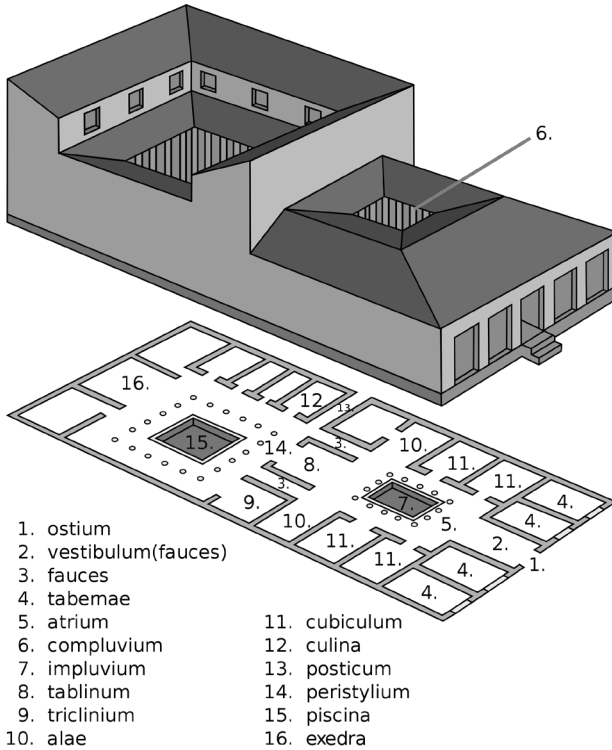 6.
16.
12
13.
15.
14.
3.
10.
8.
11.
3.
11.
9.
7.
4.
10.
5.
4.
11.
2.
11.
4.
1.
4.
1. ostium
2. vestibulum(fauces)
3. fauces
4. tabemae
5. atrium
6. compluvium
7. impluvium
8. tablinum
9. triclinium
10. alae
11. cubiculum
12. culina
13. posticum
14. peristylium
15. piscina
16. exedra